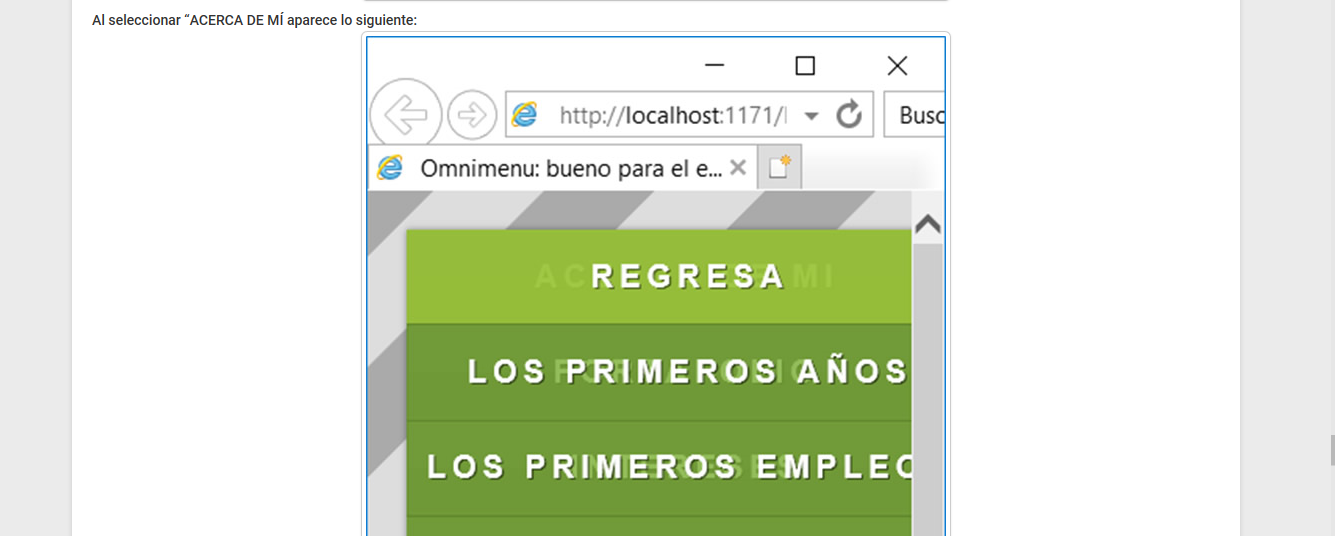 Al seleccionar “ACERCA DE MÍ aparece lo siguiente:
http://localhost:1171/
Busc
Omnimenu: bueno para el e...
REGRESA
LOS PRIMEROS AÑOS
LOS PRIMEROS EMPLEO